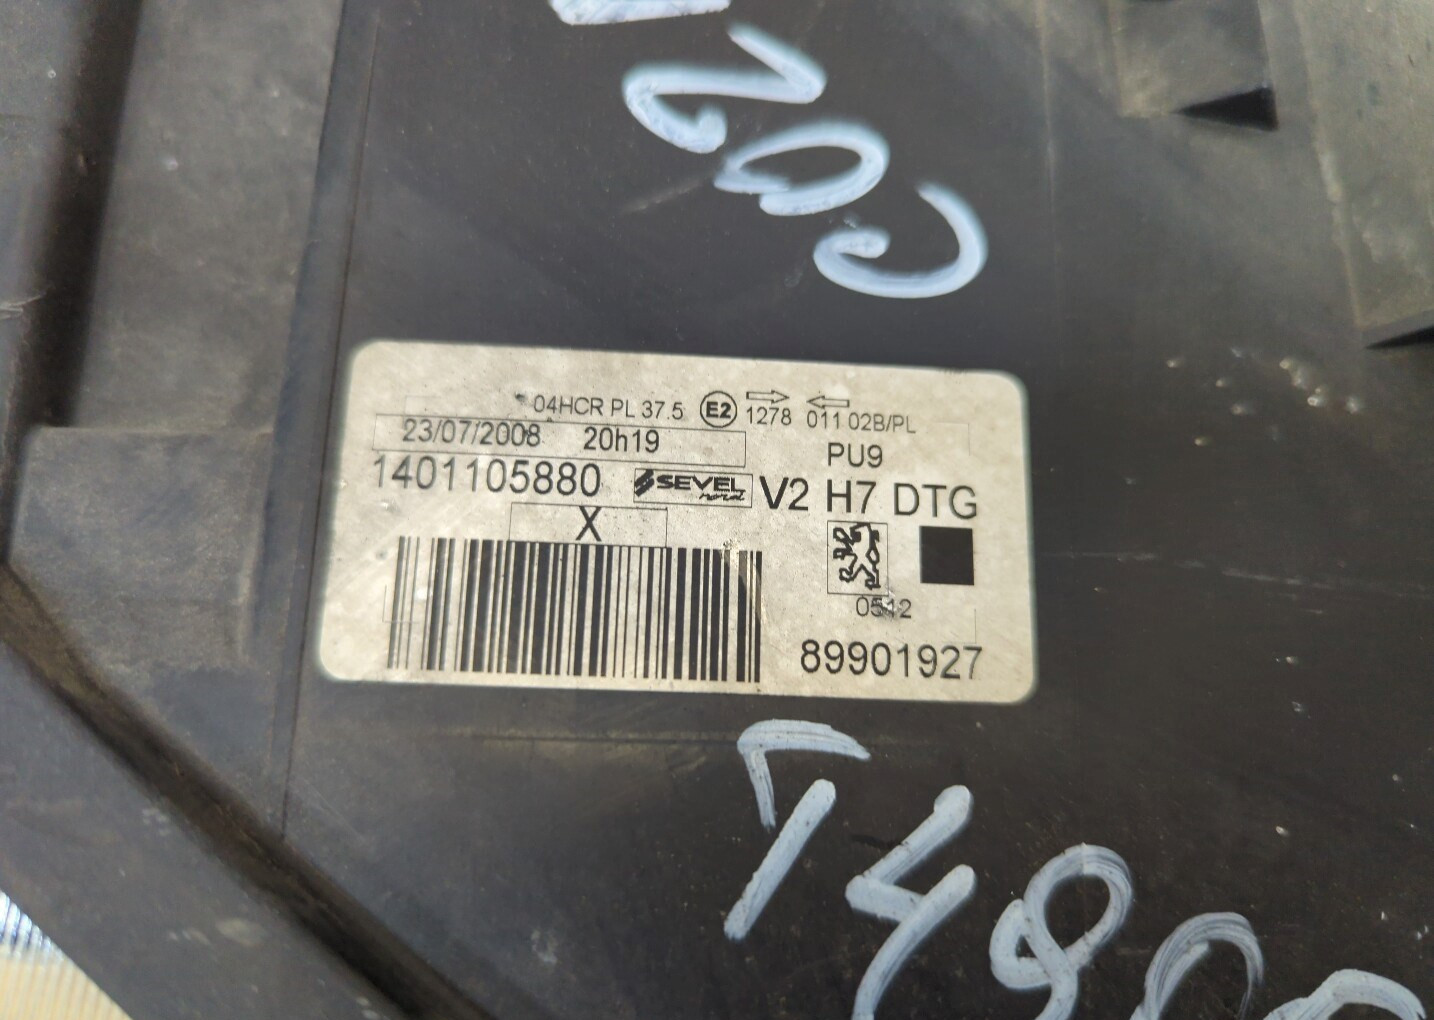 04HCR PL 37.5 E2 1278 011 02B/PL
23/07/2008 20h19
PU9
1401105880 SEVEL nord V2 H7 DTG
X
0512
89901927